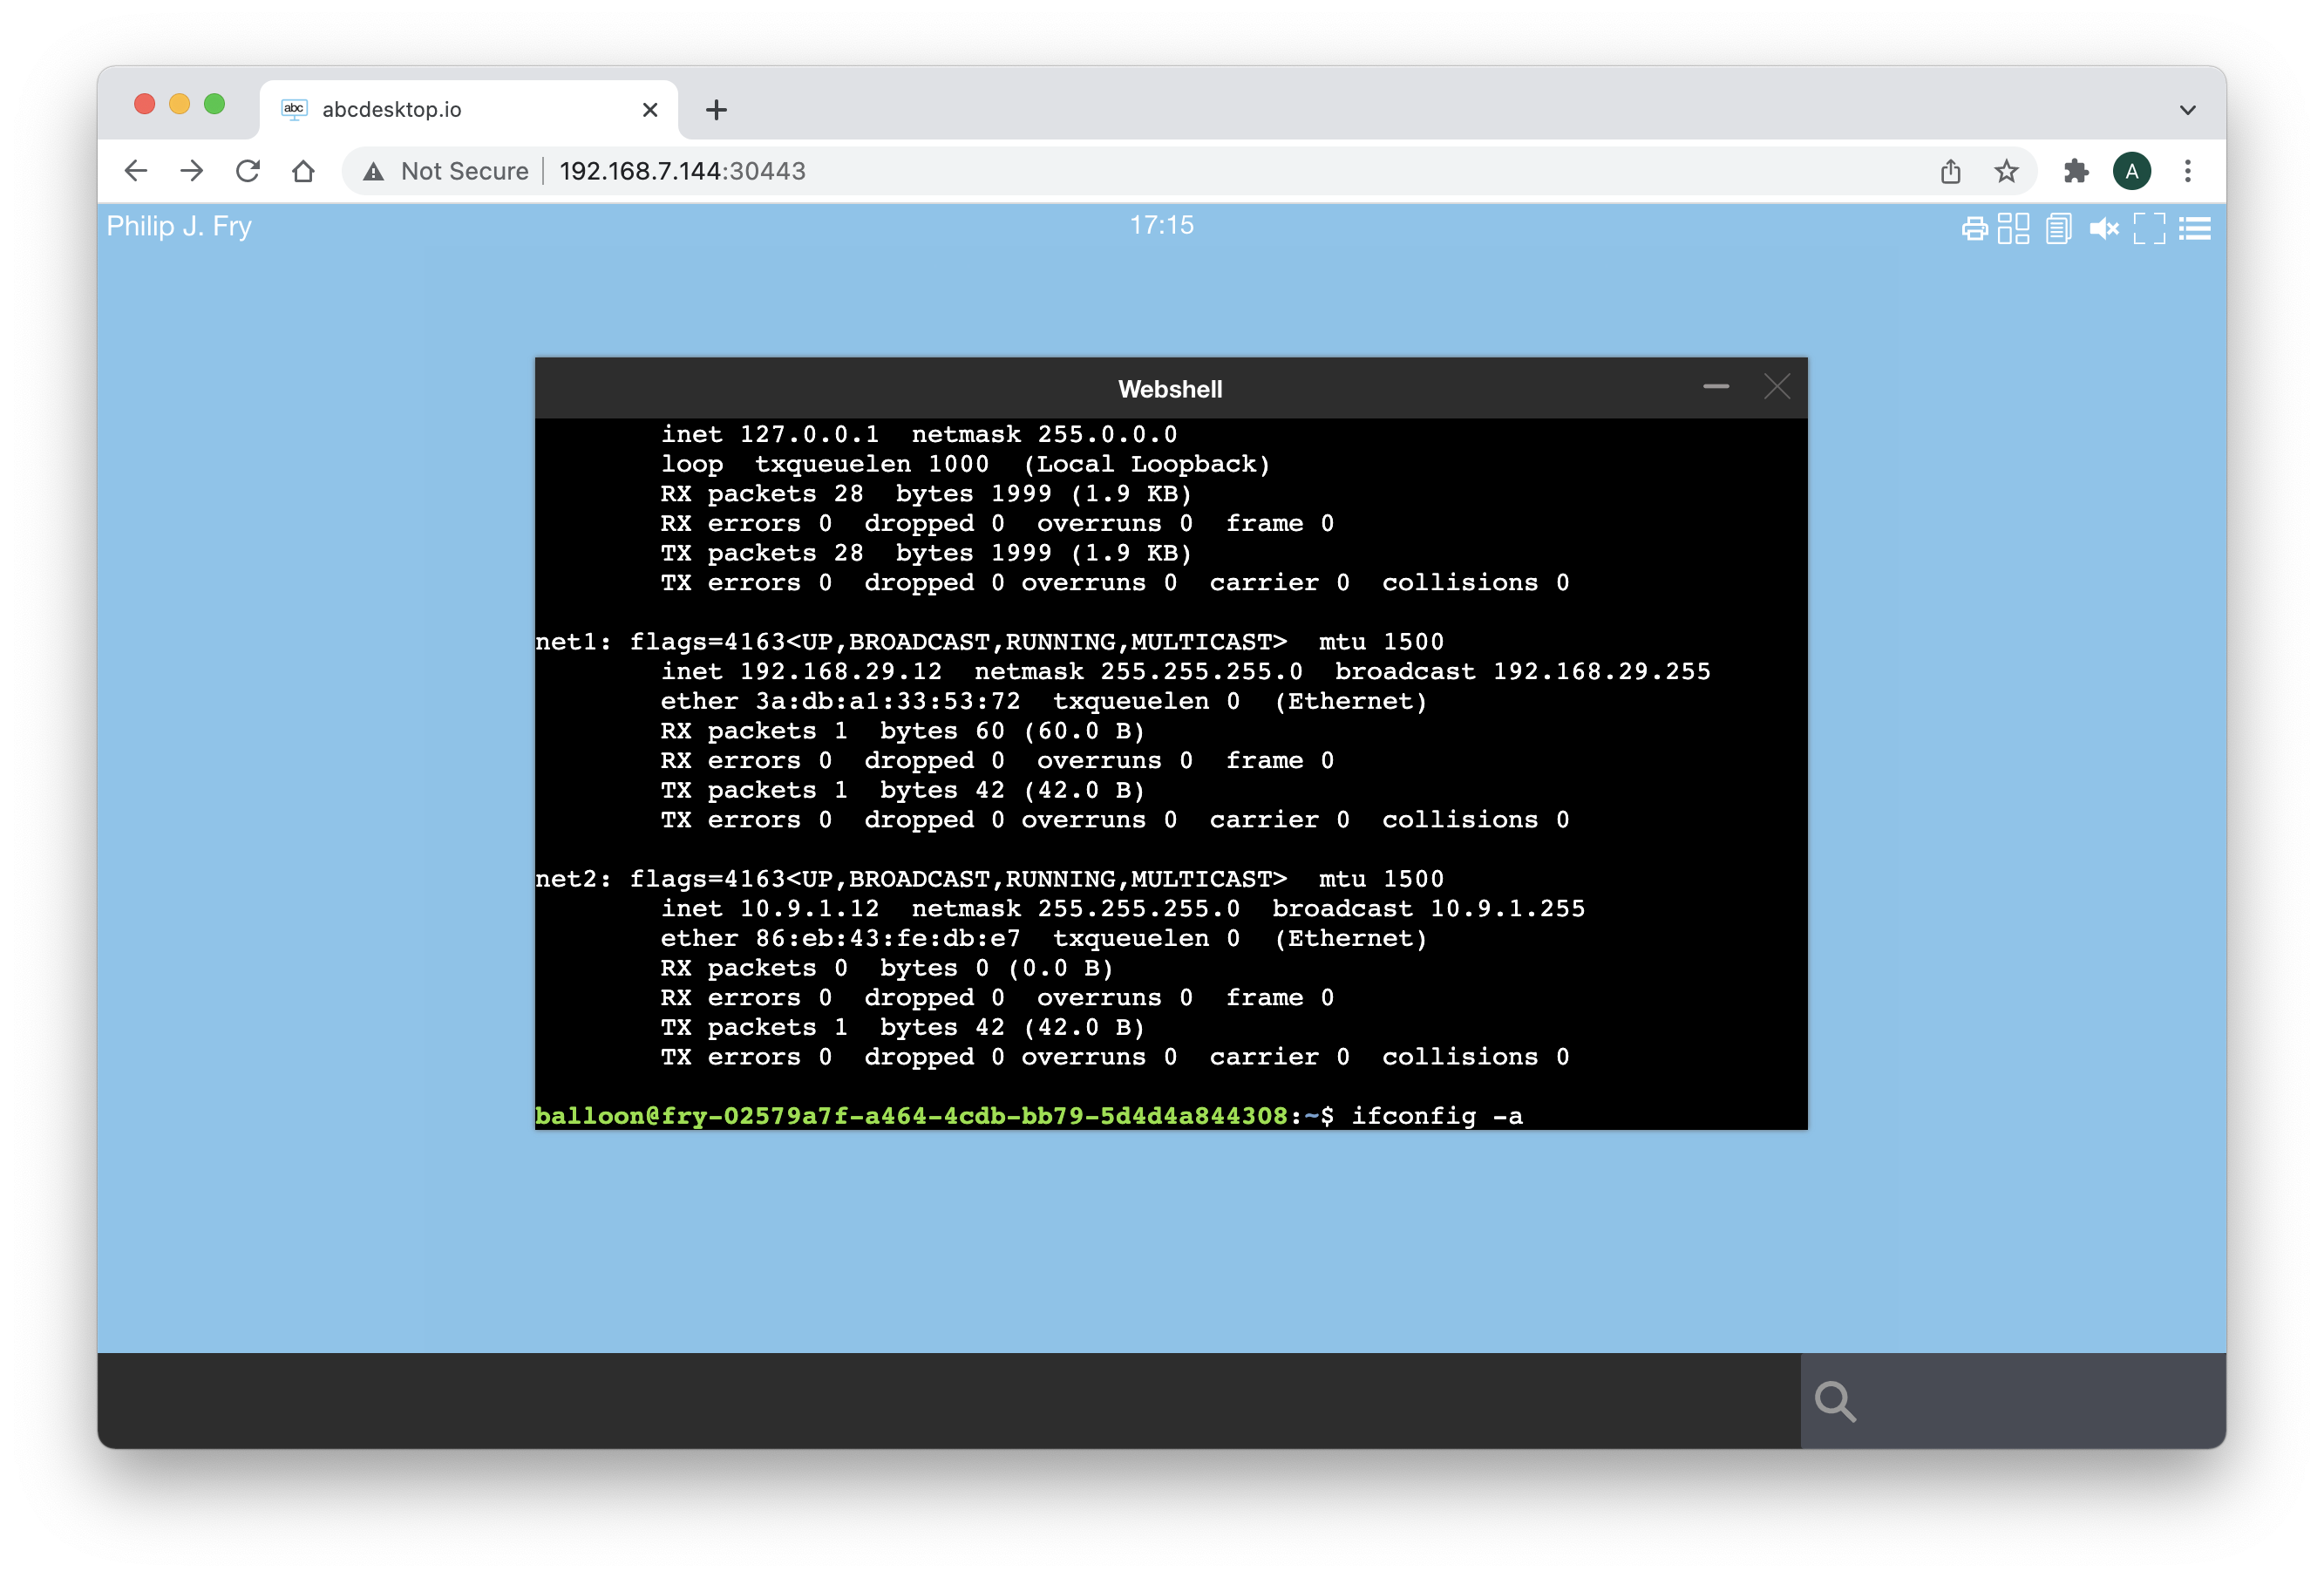 abc abcdesktop.io
Not Secure 192.168.7.144:30443 A
Philip J. Fry 17:15
Webshell
inet 127.0.0.1  netmask 255.0.0.0
loop  txqueuelen 1000  (Local Loopback)
RX packets 28  bytes 1999 (1.9 KB)
RX errors 0  dropped 0  overruns 0  frame 0
TX packets 28  bytes 1999 (1.9 KB)
TX errors 0  dropped 0 overruns 0  carrier 0  collisions 0
net1: flags=4163<UP,BROADCAST,RUNNING,MULTICAST>  mtu 1500
inet 192.168.29.12  netmask 255.255.255.0  broadcast 192.168.29.255
ether 3a:db:a1:33:53:72  txqueuelen 0  (Ethernet)
RX packets 1  bytes 60 (60.0 B)
RX errors 0  dropped 0  overruns 0  frame 0
TX packets 1  bytes 42 (42.0 B)
TX errors 0  dropped 0 overruns 0  carrier 0  collisions 0
net2: flags=4163<UP,BROADCAST,RUNNING,MULTICAST>  mtu 1500
inet 10.9.1.12  netmask 255.255.255.0  broadcast 10.9.1.255
ether 86:eb:43:fe:db:e7  txqueuelen 0  (Ethernet)
RX packets 0  bytes 0 (0.0 B)
RX errors 0  dropped 0  overruns 0  frame 0
TX packets 1  bytes 42 (42.0 B)
TX errors 0  dropped 0 overruns 0  carrier 0  collisions 0
balloon@fry-02579a7f-a464-4cdb-bb79-5d4d4a844308:~$ ifconfig -a